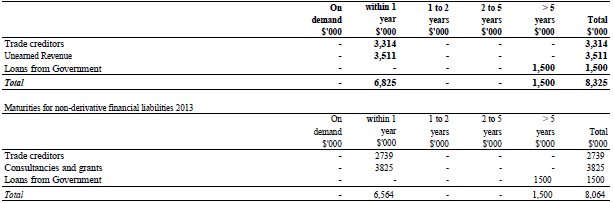 On within 1 1 to 2 2 to 5 > 5
demand year years years years Total
$'000 $'000 $'000 $'000 $'000 $'000
Trade creditors - 3,314 - - - 3,314
Unearned Revenue - 3,511 - - - 3,511
Loans from Government - - - - 1,500 1,500
Total - 6,825 - - 1,500 8,325
Maturities for non-derivative financial liabilities 2013
On within 1 1 to 2 2 to 5 > 5
demand year years years years Total
$'000 $'000 $'000 $'000 $'000 $'000
Trade creditors - 2739 - - - 2739
Consultancies and grants - 3825 - - - 3825
Loans from Government - - - - 1500 1500
Total - 6,564 - - 1,500 8,064